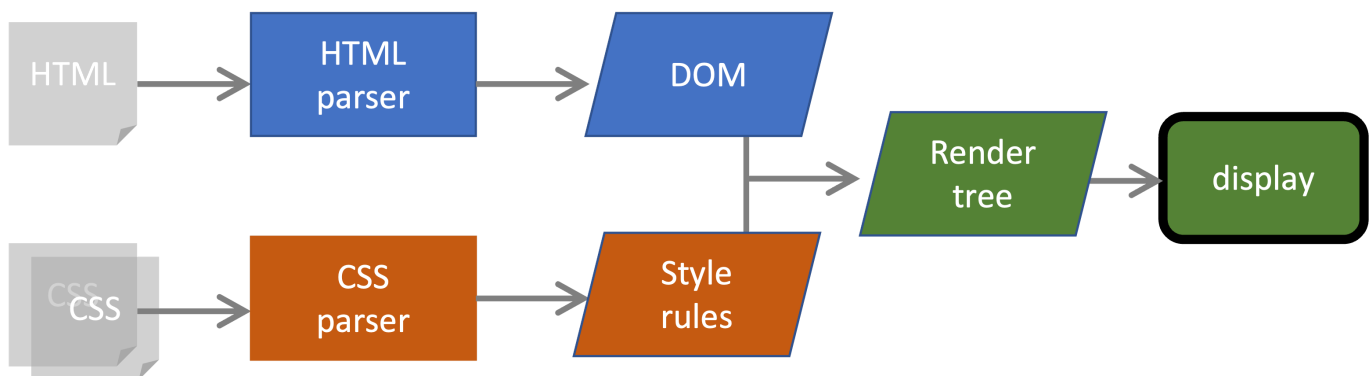 HTML
HTML
parser
DOM
Render
tree
display
CSS
CSS
CSS
parser
Style
rules